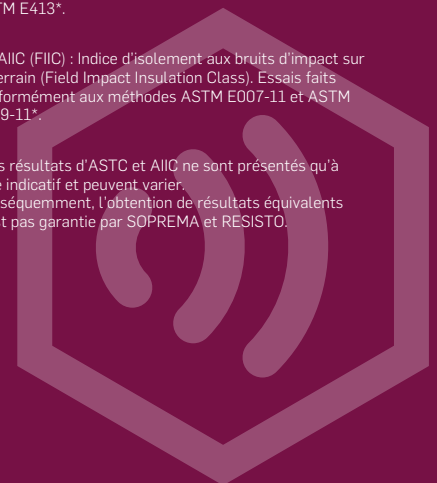 TM E413*.
AIIC (FIIC) : Indice d'isolement aux bruits d'impact sur
errain (Field Impact Insulation Class). Essais faits
formément aux méthodes ASTM E007-11 et ASTM
9-11*.
s résultats d'ASTC et AIIC ne sont présentés qu'à
e indicatif et peuvent varier.
séquemment, l'obtention de résultats équivalents
st pas garantie par SOPREMA et RESISTO.